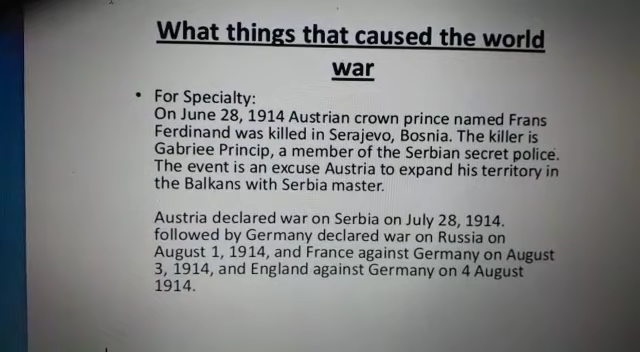 What things that caused the world
war
• For Specialty:
On June 28, 1914 Austrian crown prince named Frans
Ferdinand was killed in Serajevo, Bosnia. The killer is
Gabriee Princip, a member of the Serbian secret police.
The event is an excuse Austria to expand his territory in
the Balkans with Serbia master.
Austria declared war on Serbia on July 28, 1914.
followed by Germany declared war on Russia on
August 1, 1914, and France against Germany on August
3, 1914, and England against Germany on 4 August
1914.